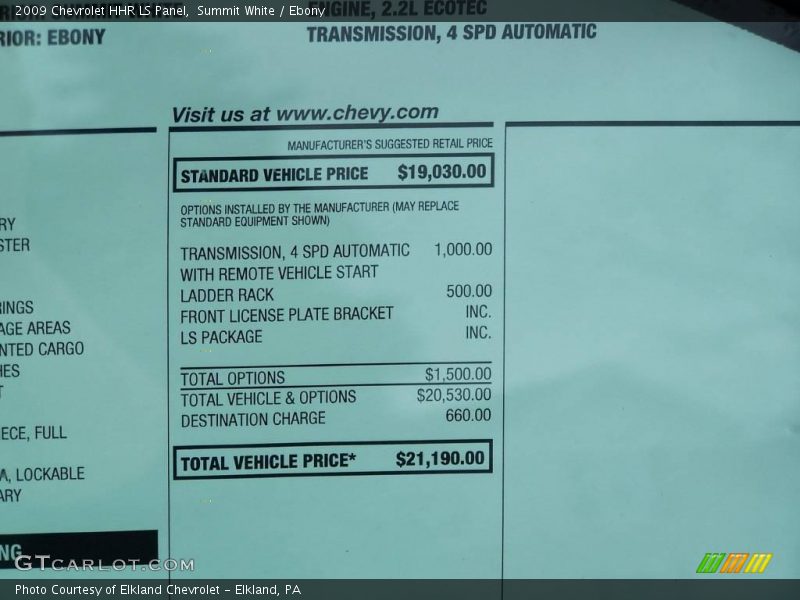 2009 Chevrolet HHR LS Panel, Summit White / Ebony
ENGINE, 2.2L ECOTEC
RIOR: EBONY
TRANSMISSION, 4 SPD AUTOMATIC
Visit us at www.chevy.com
MANUFACTURER'S SUGGESTED RETAIL PRICE
STANDARD VEHICLE PRICE $19,030.00
OPTIONS INSTALLED BY THE MANUFACTURER (MAY REPLACE
STANDARD EQUIPMENT SHOWN)
TRANSMISSION, 4 SPD AUTOMATIC 1,000.00
WITH REMOTE VEHICLE START
LADDER RACK 500.00
FRONT LICENSE PLATE BRACKET INC.
LS PACKAGE INC.
TOTAL OPTIONS $1,500.00
TOTAL VEHICLE & OPTIONS $20,530.00
DESTINATION CHARGE 660.00
TOTAL VEHICLE PRICE* $21,190.00
RY
STER
RINGS
AGE AREAS
NTED CARGO
HES
T
ECE, FULL
A, LOCKABLE
ARY
NG
GTCARLOT.COM
Photo Courtesy of Elkland Chevrolet - Elkland, PA